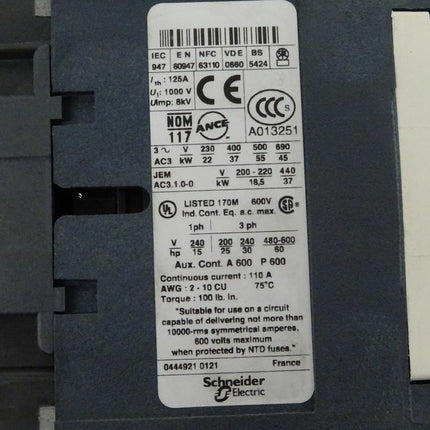 IEC EN NFC VDE BS
947 60947 63110 0660 5424
Ith : 125A
Ui : 1000 V
Uimp: 8kV
CE
CCC S
A013251
NOM
117
ANCE
3~ V 230 400 500 690
AC3 kW 22 37 55 45
JEM V 200 - 220 440
AC3.1.0-0 kW 18,5 37
UL LISTED 170M 600V SA
Ind. Cont. Eq. a.c. max.
1ph 3 ph
V 240 200 240 480-600
hp 15 25 30 60
Aux. Cont. A 600 P 600
Continuous current : 110 A
AWG : 2 - 10 CU 75°C
Torque : 100 lb. in.
"Suitable for use on a circuit
capable of delivering not more than
10000-rms symmetrical amperes,
600 volts maximum
when protected by NTD fuses."
0444921 0121 France
Schneider
Electric